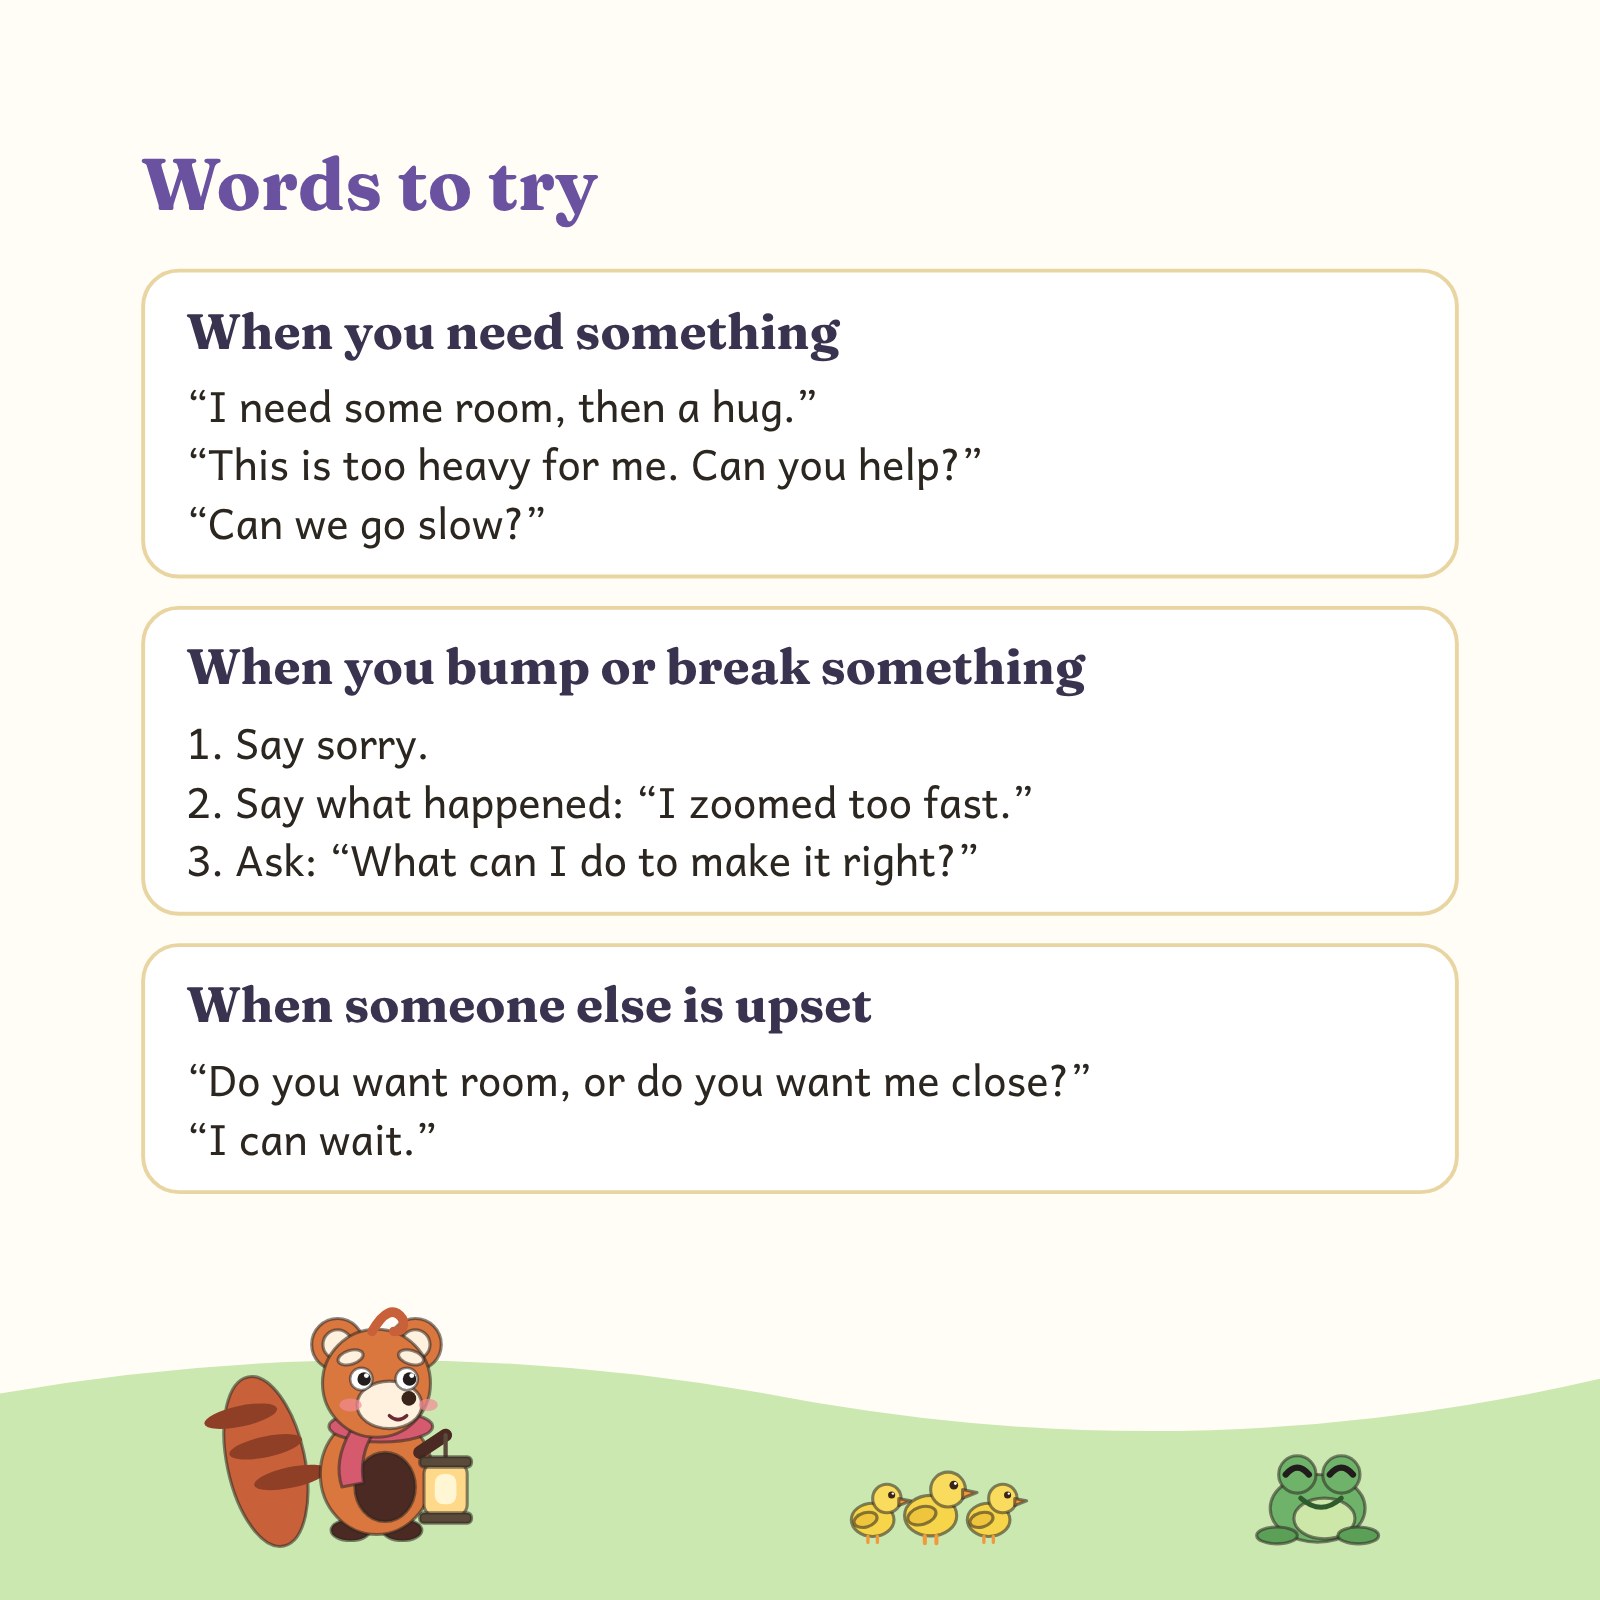 Words to try
When you need something
“I need some room, then a hug.”
“This is too heavy for me. Can you help?”
“Can we go slow?”
When you bump or break something
1. Say sorry.
2. Say what happened: “I zoomed too fast.”
3. Ask: “What can I do to make it right?”
When someone else is upset
“Do you want room, or do you want me close?”
“I can wait.”